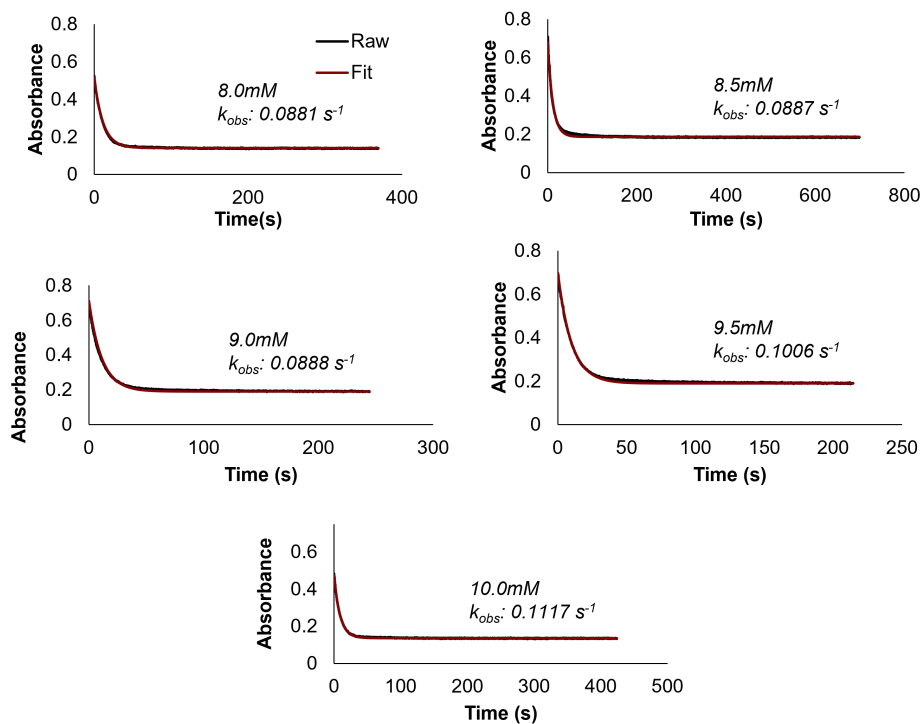 0.8
0.6
0.4
0.2
0
Absorbance
Raw
Fit
8.0mM
kobs: 0.0881 s-1
0
200
400
Time(s)
0.8
0.6
0.4
0.2
0
Absorbance
8.5mM
kobs: 0.0887 s-1
0
200
400
600
800
Time (s)
0.8
0.6
0.4
0.2
0
Absorbance
9.0mM
kobs: 0.0888 s-1
0
100
200
300
Time (s)
0.8
0.6
0.4
0.2
0
Absorbance
9.5mM
kobs: 0.1006 s-1
0
50
100
150
200
250
Time (s)
0.6
0.4
0.2
0
Absorbance
10.0mM
kobs: 0.1117 s-1
0
100
200
300
400
500
Time (s)